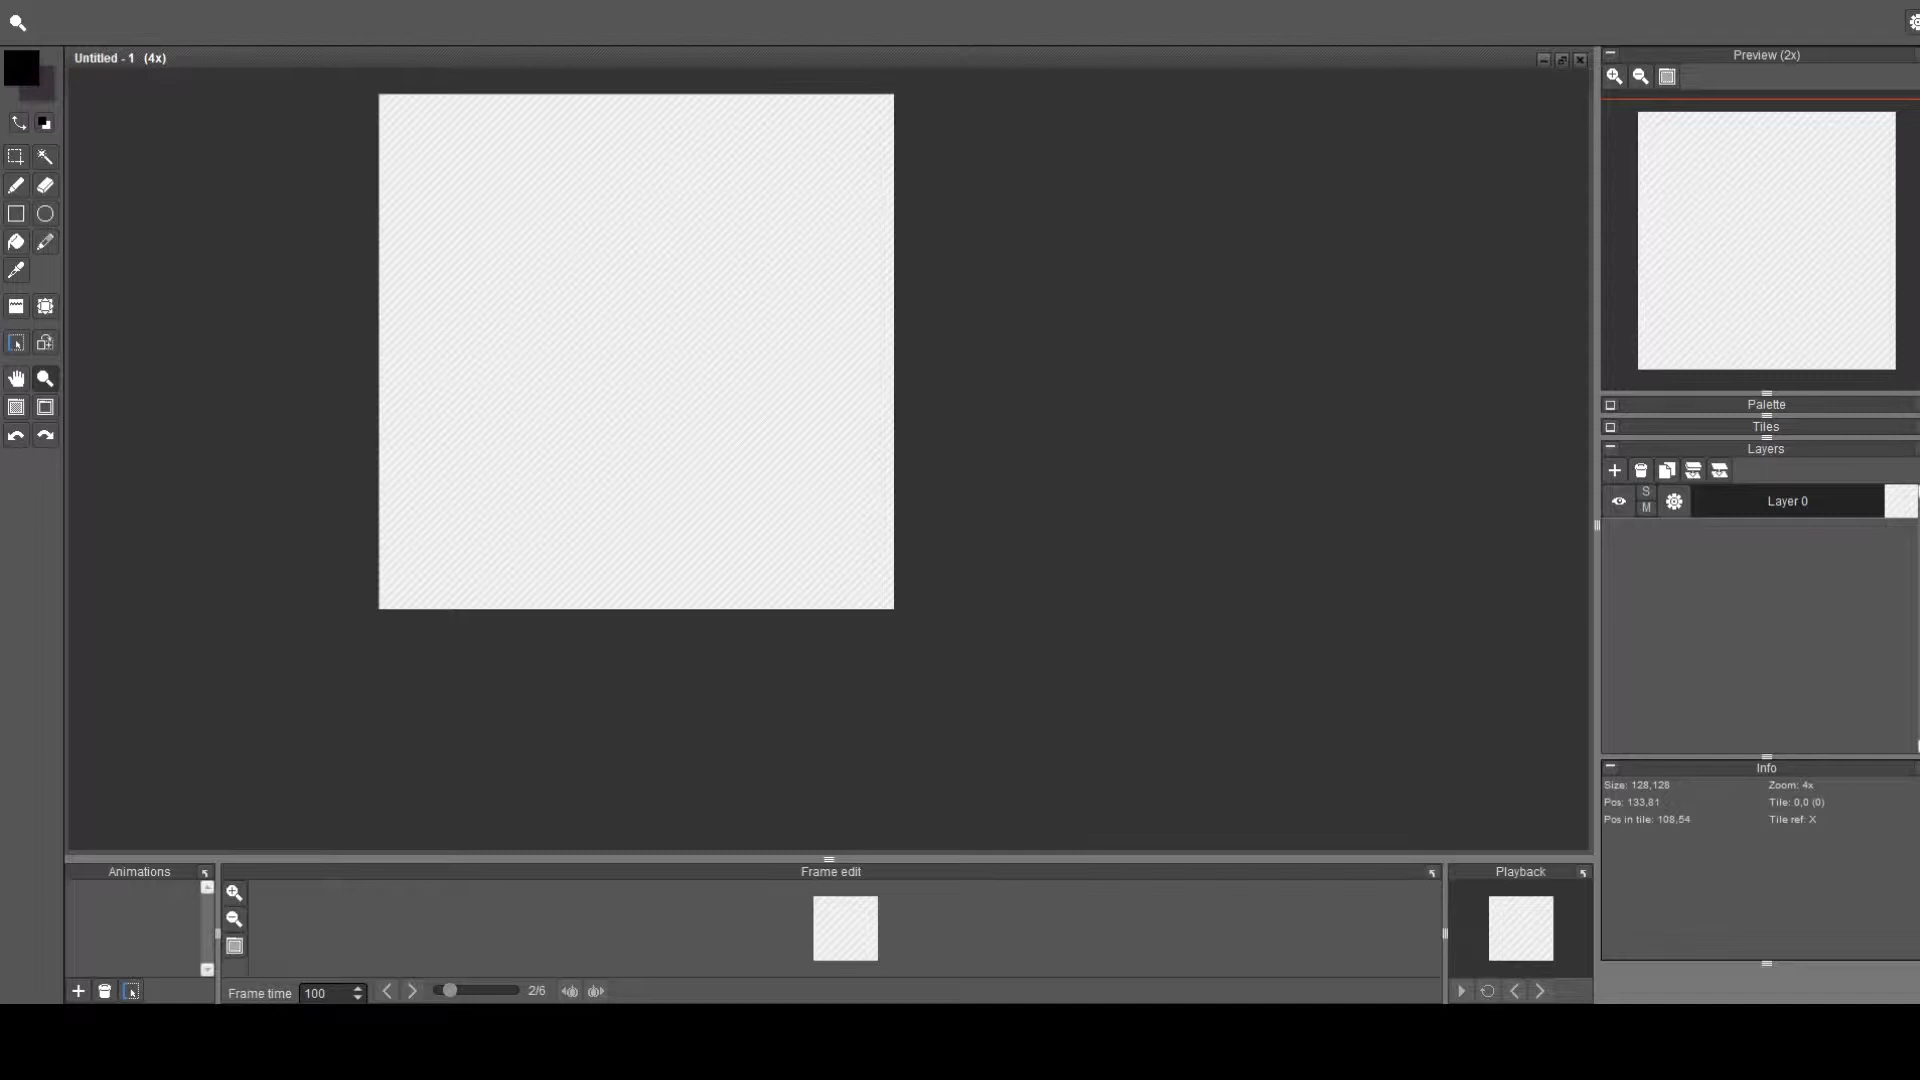 Untitled - 1 (4x)
Preview (2x)
Palette
Tiles
Layers
S
M
Layer 0
Info
Size: 128,128
Zoom: 4x
Pos: 133,81
Tile: 0,0 (0)
Pos in tile: 108,54
Tile ref: X
Animations
Frame edit
Playback
Frame time 100
2/6